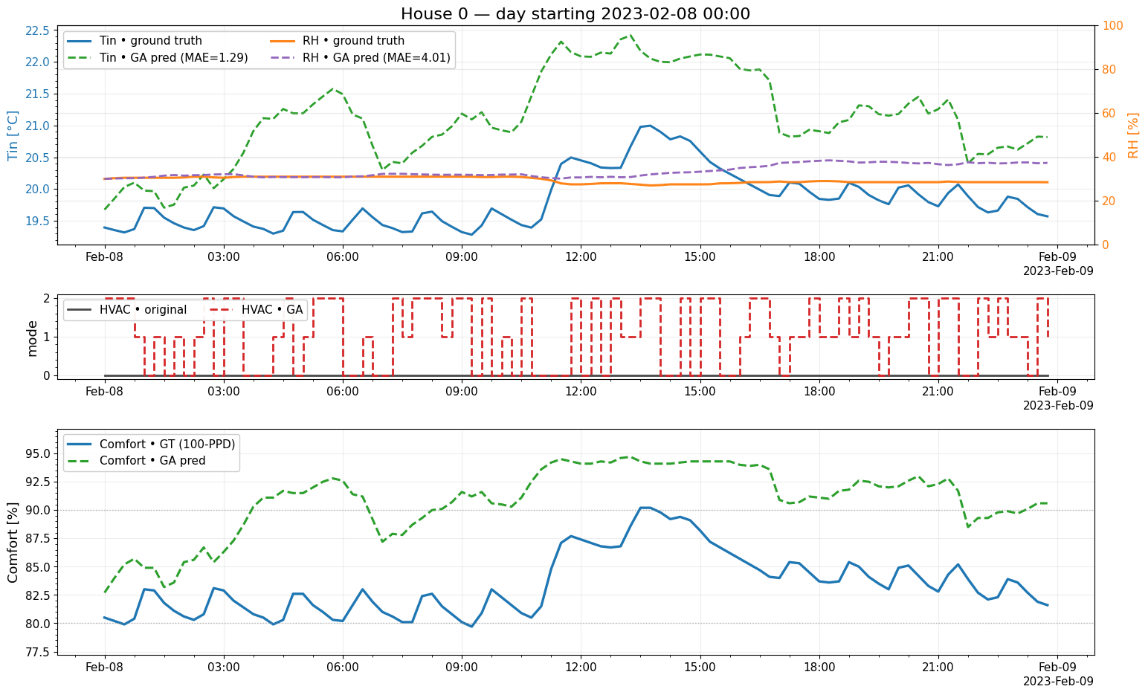 House 0 — day starting 2023-02-08 00:00
Tin • ground truth
Tin • GA pred (MAE=1.29)
RH • ground truth
RH • GA pred (MAE=4.01)
Tin [°C]
22.5
22.0
21.5
21.0
20.5
20.0
19.5
RH [%]
100
80
60
40
20
0
Feb-08
03:00
06:00
09:00
12:00
15:00
18:00
21:00
Feb-09
2023-Feb-09
HVAC • original
HVAC • GA
mode
2
1
0
Feb-08
03:00
06:00
09:00
12:00
15:00
18:00
21:00
Feb-09
2023-Feb-09
Comfort • GT (100-PPD)
Comfort • GA pred
Comfort [%]
95.0
92.5
90.0
87.5
85.0
82.5
80.0
77.5
Feb-08
03:00
06:00
09:00
12:00
15:00
18:00
21:00
Feb-09
2023-Feb-09